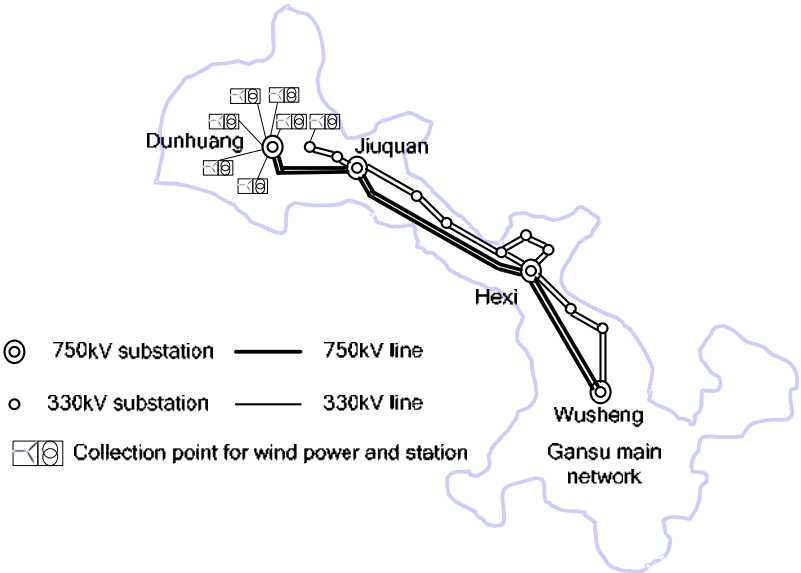 Dunhuang
Jiuquan
Hexi
750kV substation
750kV line
330kV substation
330kV line
Collection point for wind power and station
Wusheng
Gansu main
network